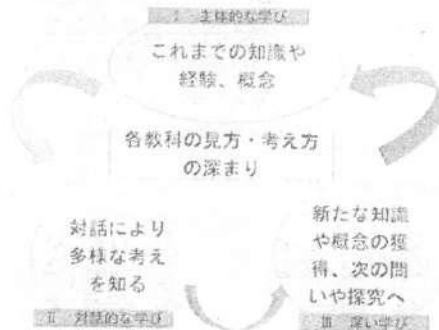 I 主体的な学び
これまでの知識や
経験、概念
各教科の見方・考え方
の深まり
対話により
多様な考え
を知る
II 対話的な学び
新たな知識
や概念の獲
得、次の問
いや探究へ
III 深い学び